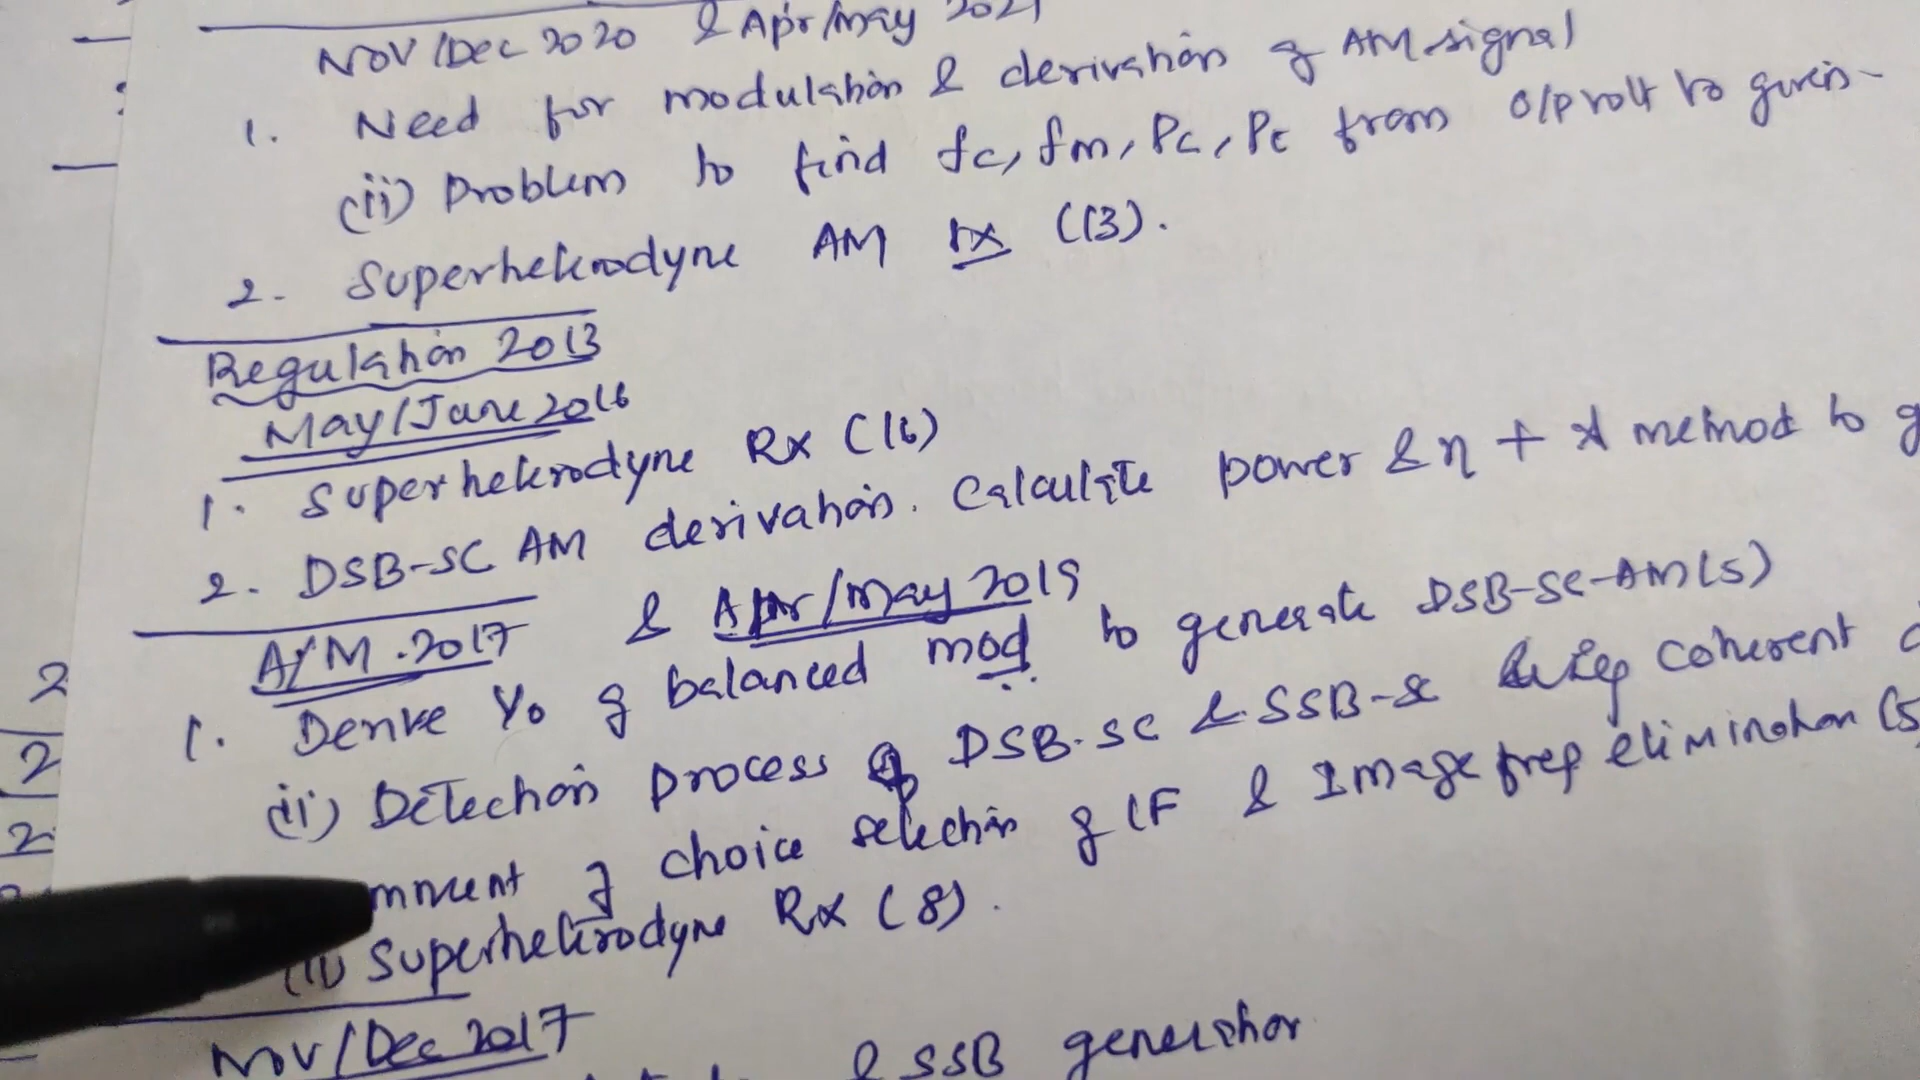 Nov/Dec 2020 & Apr/May 2021
1. Need for modulation & derivation of AM signal
(ii) Problem to find fc, fm, Pc, Pt from o/p volt to given-
2. Superheterodyne AM rx (13).
Regulation 2013
May/June 2016
1. Superheterodyne Rx (16)
2. DSB-SC AM derivation. Calculate power & η + method to g
A/M.2017 & Apr/May 2019
1. Derive Vo of balanced mod to generate DSB-SC-AM(5)
(ii) Detection process of DSB-SC & SSB-SC coherent
choice selection of IF & Image freq elimination (5
Superheterodyne Rx (8).
Nov/Dec 2017
& SSB generation
2
2
2